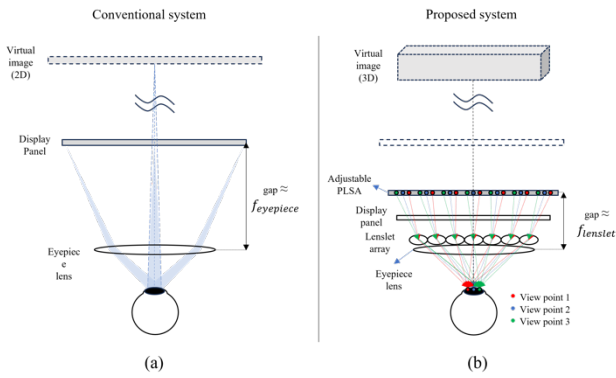 Conventional system
Virtual
image
(2D)
Display
Panel
gap ≈
f_eyepiece
Eyepiec
e
lens
(a)
Proposed system
Virtual
image
(3D)
Adjustable
PLSA
Display
panel
Lenslet
array
Eyepiece
lens
gap ≈
f_lenslet
View point 1
View point 2
View point 3
(b)